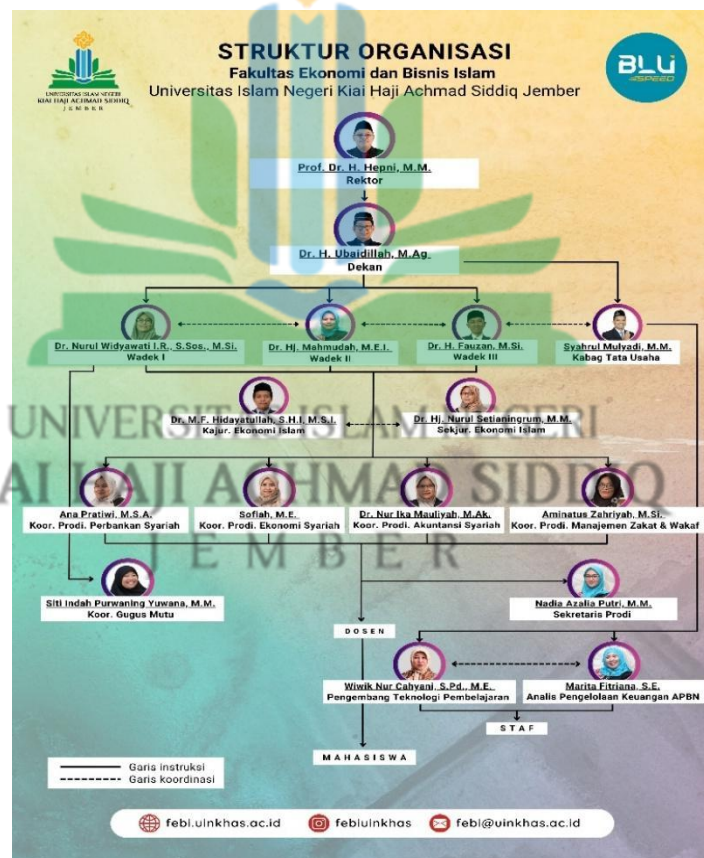 STRUKTUR ORGANISASI
Fakultas Ekonomi dan Bisnis Islam
Universitas Islam Negeri Kiai Haji Achmad Siddiq Jember
UNIVERSITAS ISLAM NEGERI
KIAI HAJI ACHMAD SIDDIQ
JEMBER
BLU
SPEED
Prof. Dr. H. Hepni, M.M.
Rektor
Dr. H. Ubaidillah, M.Ag
Dekan
Dr. Nurul Widyawati I.R., S.Sos., M.Si.
Wadek I
Dr. Hj. Mahmudah, M.E.I.
Wadek II
Dr. H. Fauzan, M.Si.
Wadek III
Syahrul Mulyadi, M.M.
Kabag Tata Usaha
Dr. M.F. Hidayatullah, S.H.I, M.S.I.
Kajur. Ekonomi Islam
Dr. Hj. Nurul Setianingrum, M.M.
Sekjur. Ekonomi Islam
UNIVERSITAS ISLAM NEGERI
AI HAJI ACHMAD SIDDIQ
JEMBER
Ana Pratiwi, M.S.A.
Koor. Prodi. Perbankan Syariah
Sofiah, M.E.
Koor. Prodi. Ekonomi Syariah
Dr. Nur Ika Mauliyah, M.Ak.
Koor. Prodi. Akuntansi Syariah
Aminatus Zahriyah, M.Si.
Koor. Prodi. Manajemen Zakat & Wakaf
Siti Indah Purwaning Yuwana, M.M.
Koor. Gugus Mutu
Nadia Azalia Putri, M.M.
Sekretaris Prodi
DOSEN
Wiwik Nur Cahyani, S.Pd., M.E.
Pengembang Teknologi Pembelajaran
Marita Fitriana, S.E.
Analis Pengelolaan Keuangan APBN
STAF
MAHASISWA
Garis instruksi
Garis koordinasi
febi.uinkhas.ac.id
febiuinkhas
febi@uinkhas.ac.id